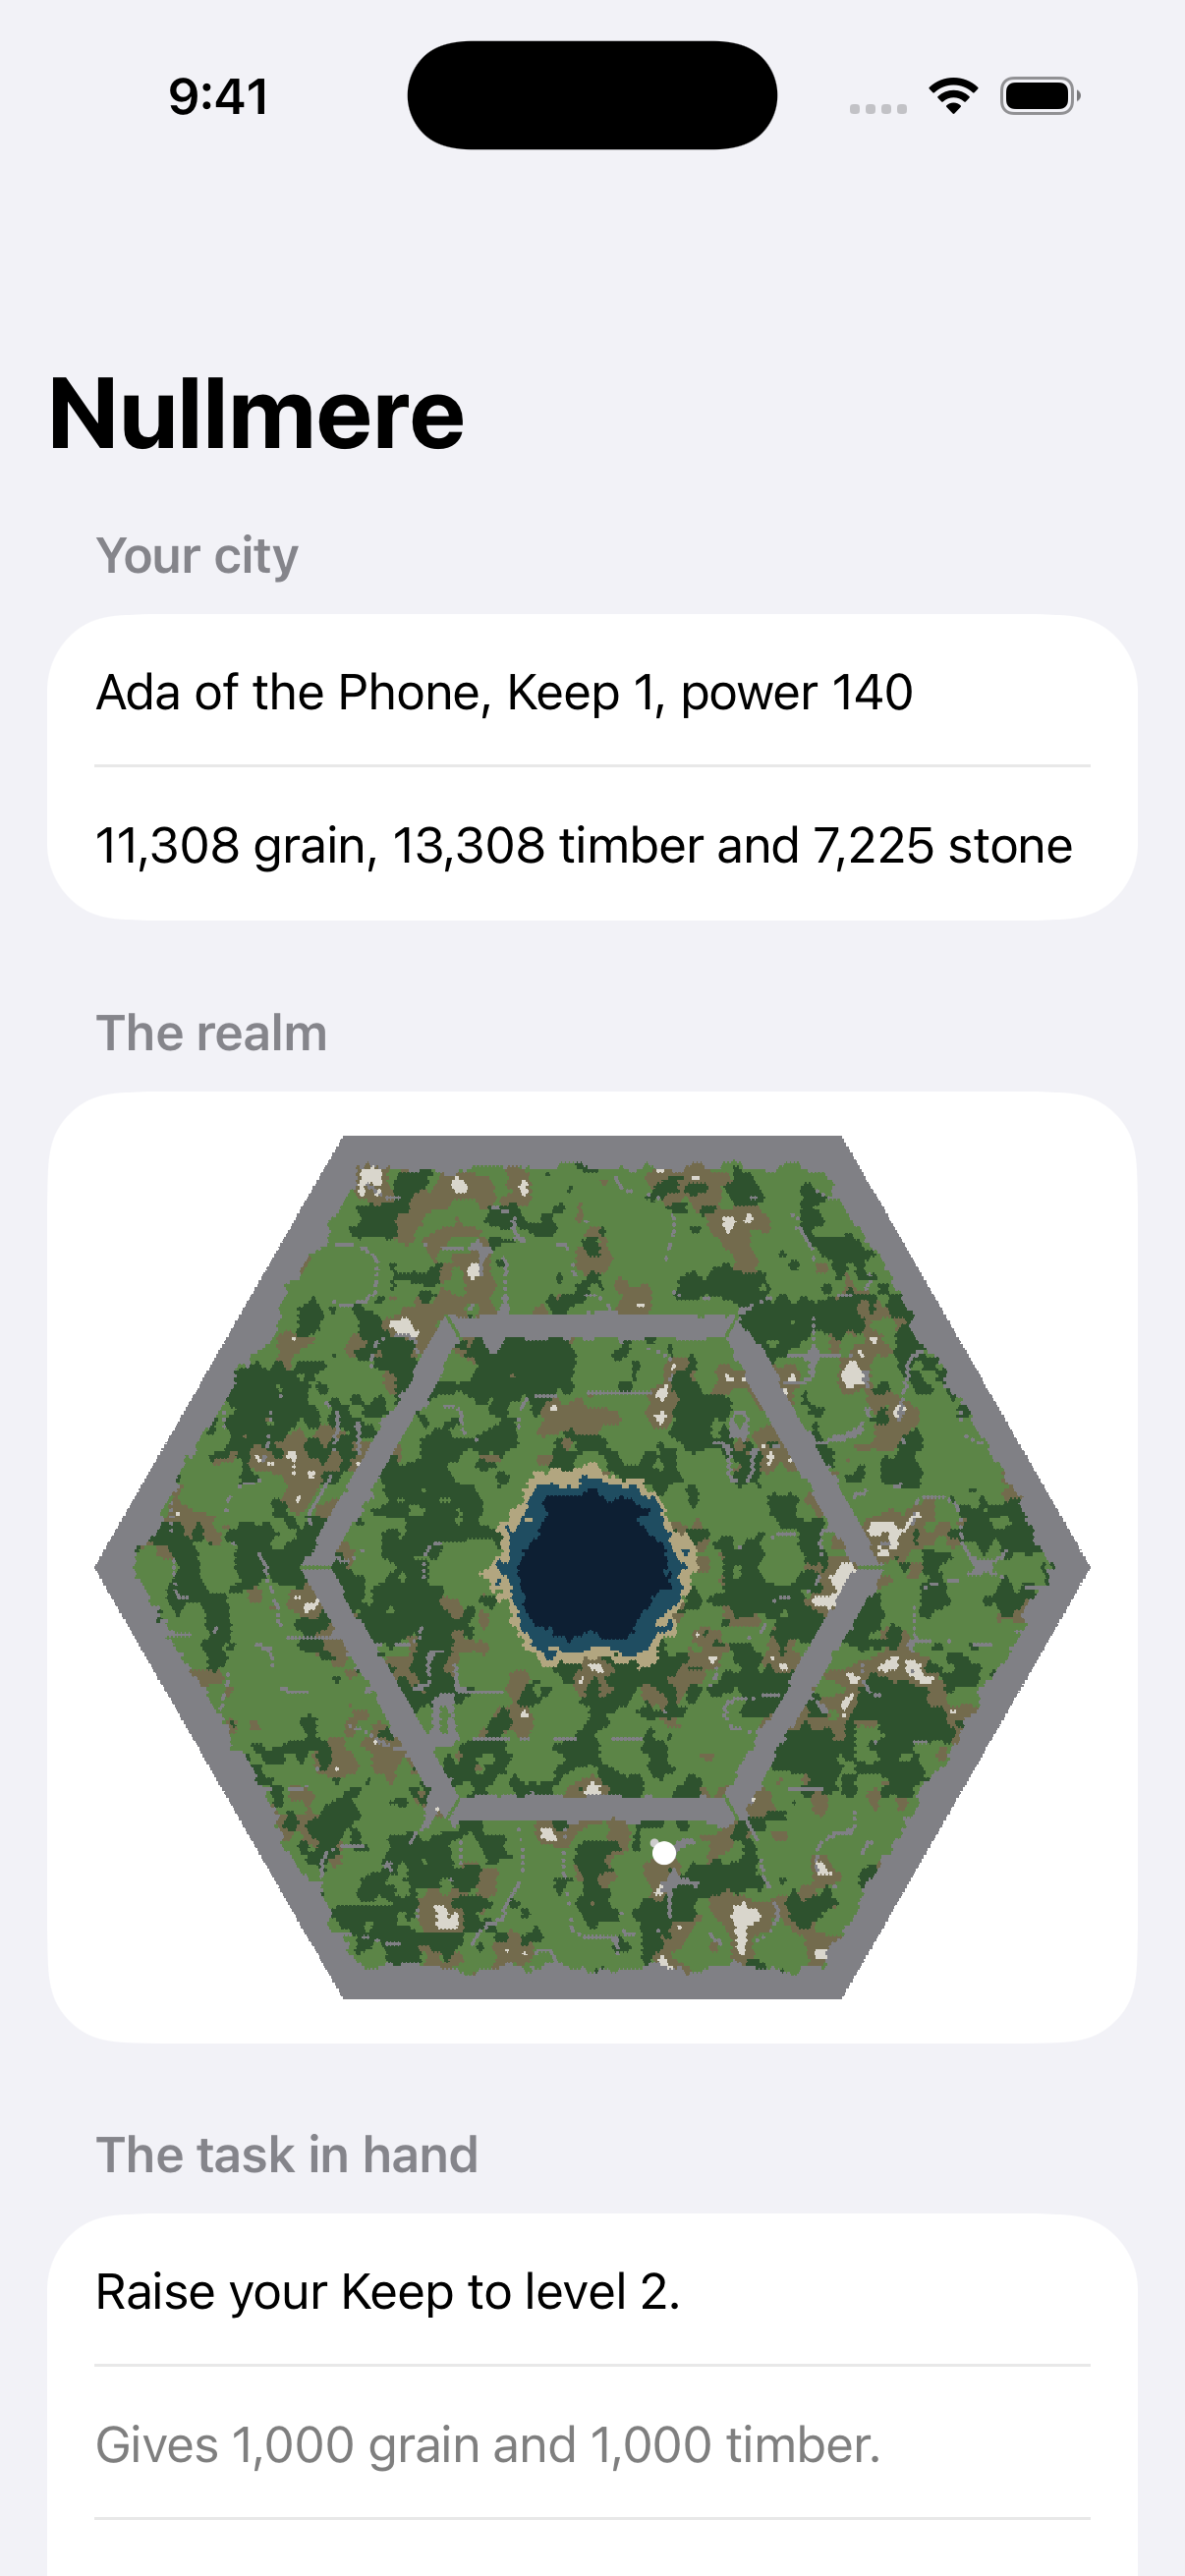 9:41
Nullmere
Your city
Ada of the Phone, Keep 1, power 140
11,308 grain, 13,308 timber and 7,225 stone
The realm
The task in hand
Raise your Keep to level 2.
Gives 1,000 grain and 1,000 timber.